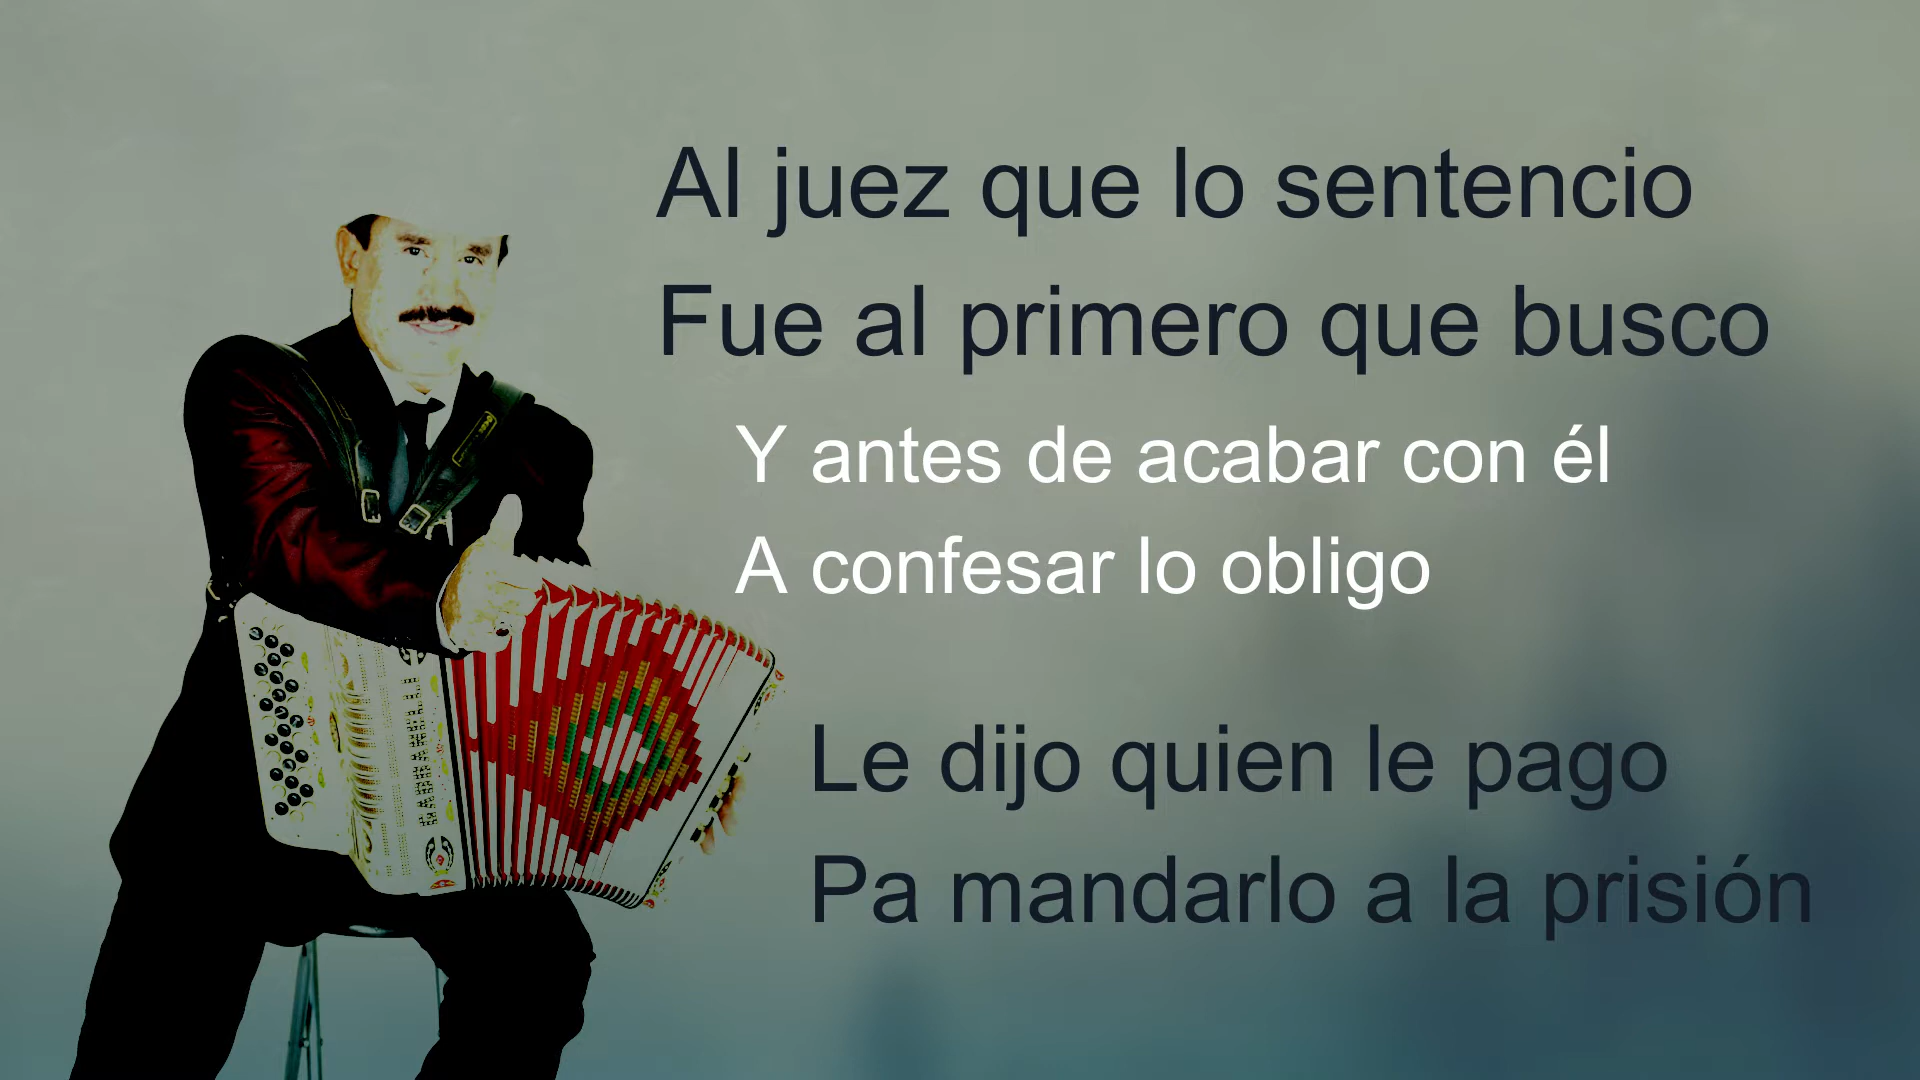 Al juez que lo sentencio
Fue al primero que busco
Y antes de acabar con él
A confesar lo obligo
Le dijo quien le pago
Pa mandarlo a la prisión
GABBANELLI